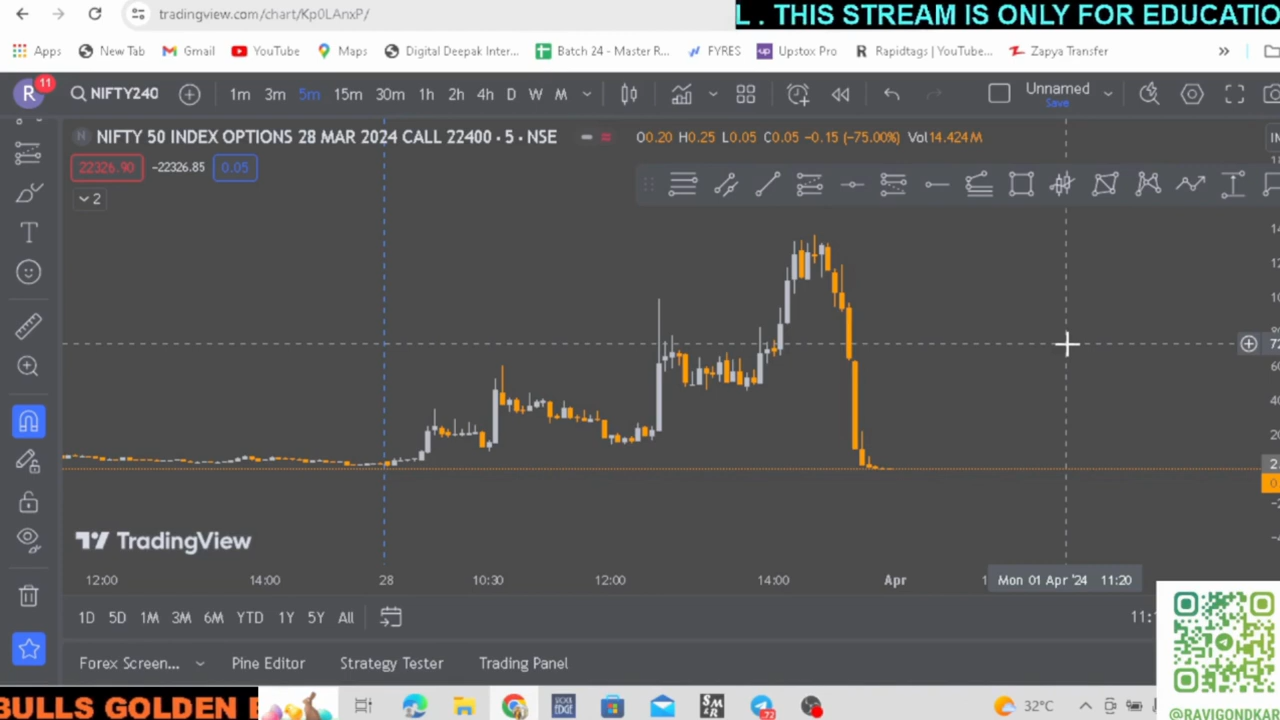 tradingview.com/chart/Kp0LAnxP/
L . THIS STREAM IS ONLY FOR EDUCATIO
Apps New Tab Gmail YouTube Maps Digital Deepak Inter... Batch 24 - Master R... FYRES Upstox Pro Rapidtags | YouTube... Zapya Transfer »
R 11 NIFTY240 1m 3m 5m 15m 30m 1h 2h 4h D W M Unnamed
Save
NIFTY 50 INDEX OPTIONS 28 MAR 2024 CALL 22400 · 5 · NSE O0.20 H0.25 L0.05 C0.05 −0.15 (−75.00%) Vol14.424 M
22326.90 −22326.85 0.05
2
TradingView
12:00 14:00 28 10:30 12:00 14:00 Apr Mon 01 Apr '24 11:20
1D 5D 1M 3M 6M YTD 1Y 5Y All
Forex Screen... Pine Editor Strategy Tester Trading Panel
BULLS GOLDEN
32°C
@RAVIGONDKAR